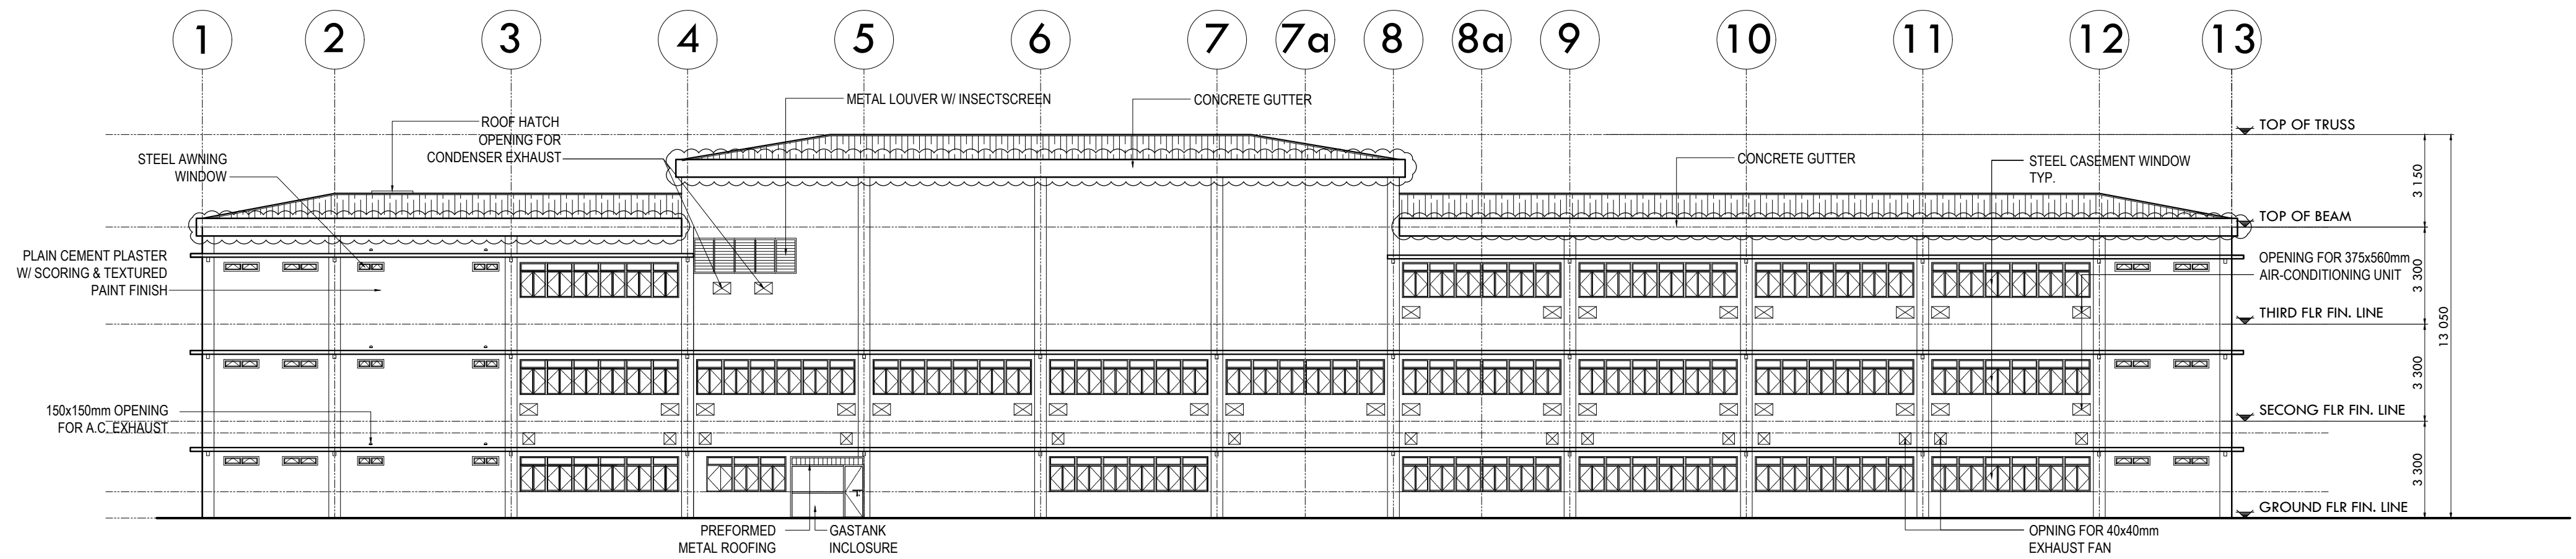 1 2 3 4 5 6 7 7a 8 8a 9 10 11 12 13
METAL LOUVER W/ INSECTSCREEN
CONCRETE GUTTER
ROOF HATCH
OPENING FOR
CONDENSER EXHAUST
STEEL AWNING
WINDOW
PLAIN CEMENT PLASTER
W/ SCORING & TEXTURED
PAINT FINISH
150x150mm OPENING
FOR A.C. EXHAUST
PREFORMED
METAL ROOFING
GASTANK
INCLOSURE
CONCRETE GUTTER
STEEL CASEMENT WINDOW
TYP.
OPENING FOR 375x560mm
AIR-CONDITIONING UNIT
OPNING FOR 40x40mm
EXHAUST FAN
TOP OF TRUSS
TOP OF BEAM
THIRD FLR FIN. LINE
SECONG FLR FIN. LINE
GROUND FLR FIN. LINE
3 150
3 300
3 300
3 300
13 050